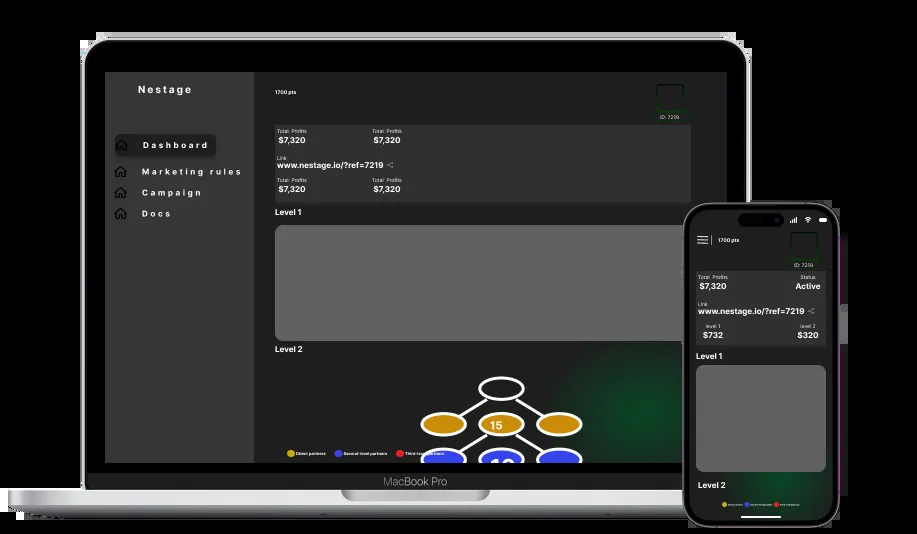 Nestage
Dashboard
Marketing rules
Campaign
Docs
1700 pts
ID: 7219
Total Profits Total Profits
$7,320 $7,320
Link
www.nestage.io/?ref=7219
Total Profits Total Profits
$7,320 $7,320
Level 1
Level 2
15
10
Direct partners Second-level partners Third-level partners
MacBook Pro
1700 pts
ID: 7219
Total Profits Status
$7,320 Active
Link
www.nestage.io/?ref=7219
level 1 level 2
$732 $320
Level 1
Level 2